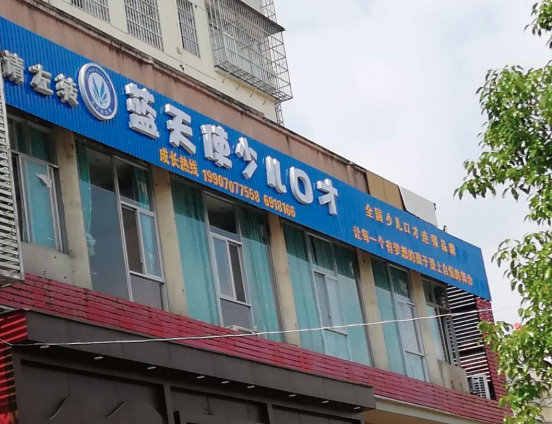 蓝天使少儿口才
成长热线 19907077558 6918166
全国少儿口才连锁品牌
让每一个有梦想的孩子登上自信的舞台